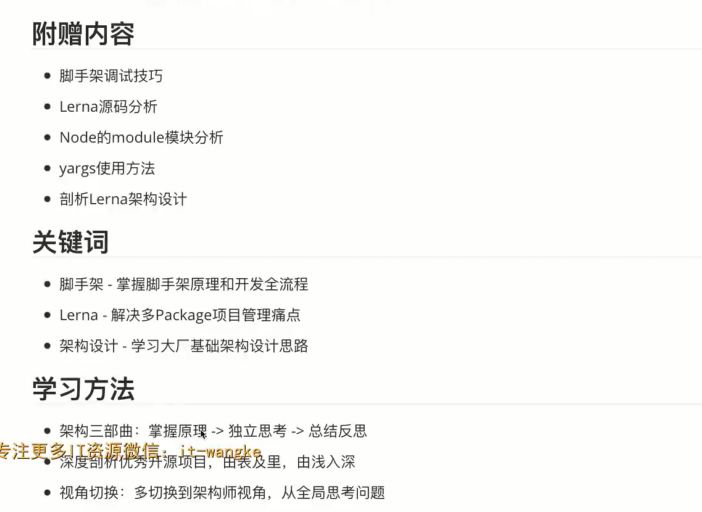 附赠内容
脚手架调试技巧
Lerna源码分析
Node的module模块分析
yargs使用方法
剖析Lerna架构设计
关键词
脚手架 - 掌握脚手架原理和开发全流程
Lerna - 解决多Package项目管理痛点
架构设计 - 学习大厂基础架构设计思路
学习方法
架构三部曲：掌握原理 -> 独立思考 -> 总结反思
专注更多IT资源微信：it-wangke
深度剖析优秀开源项目，由表及里，由浅入深
视角切换：多切换到架构师视角，从全局思考问题